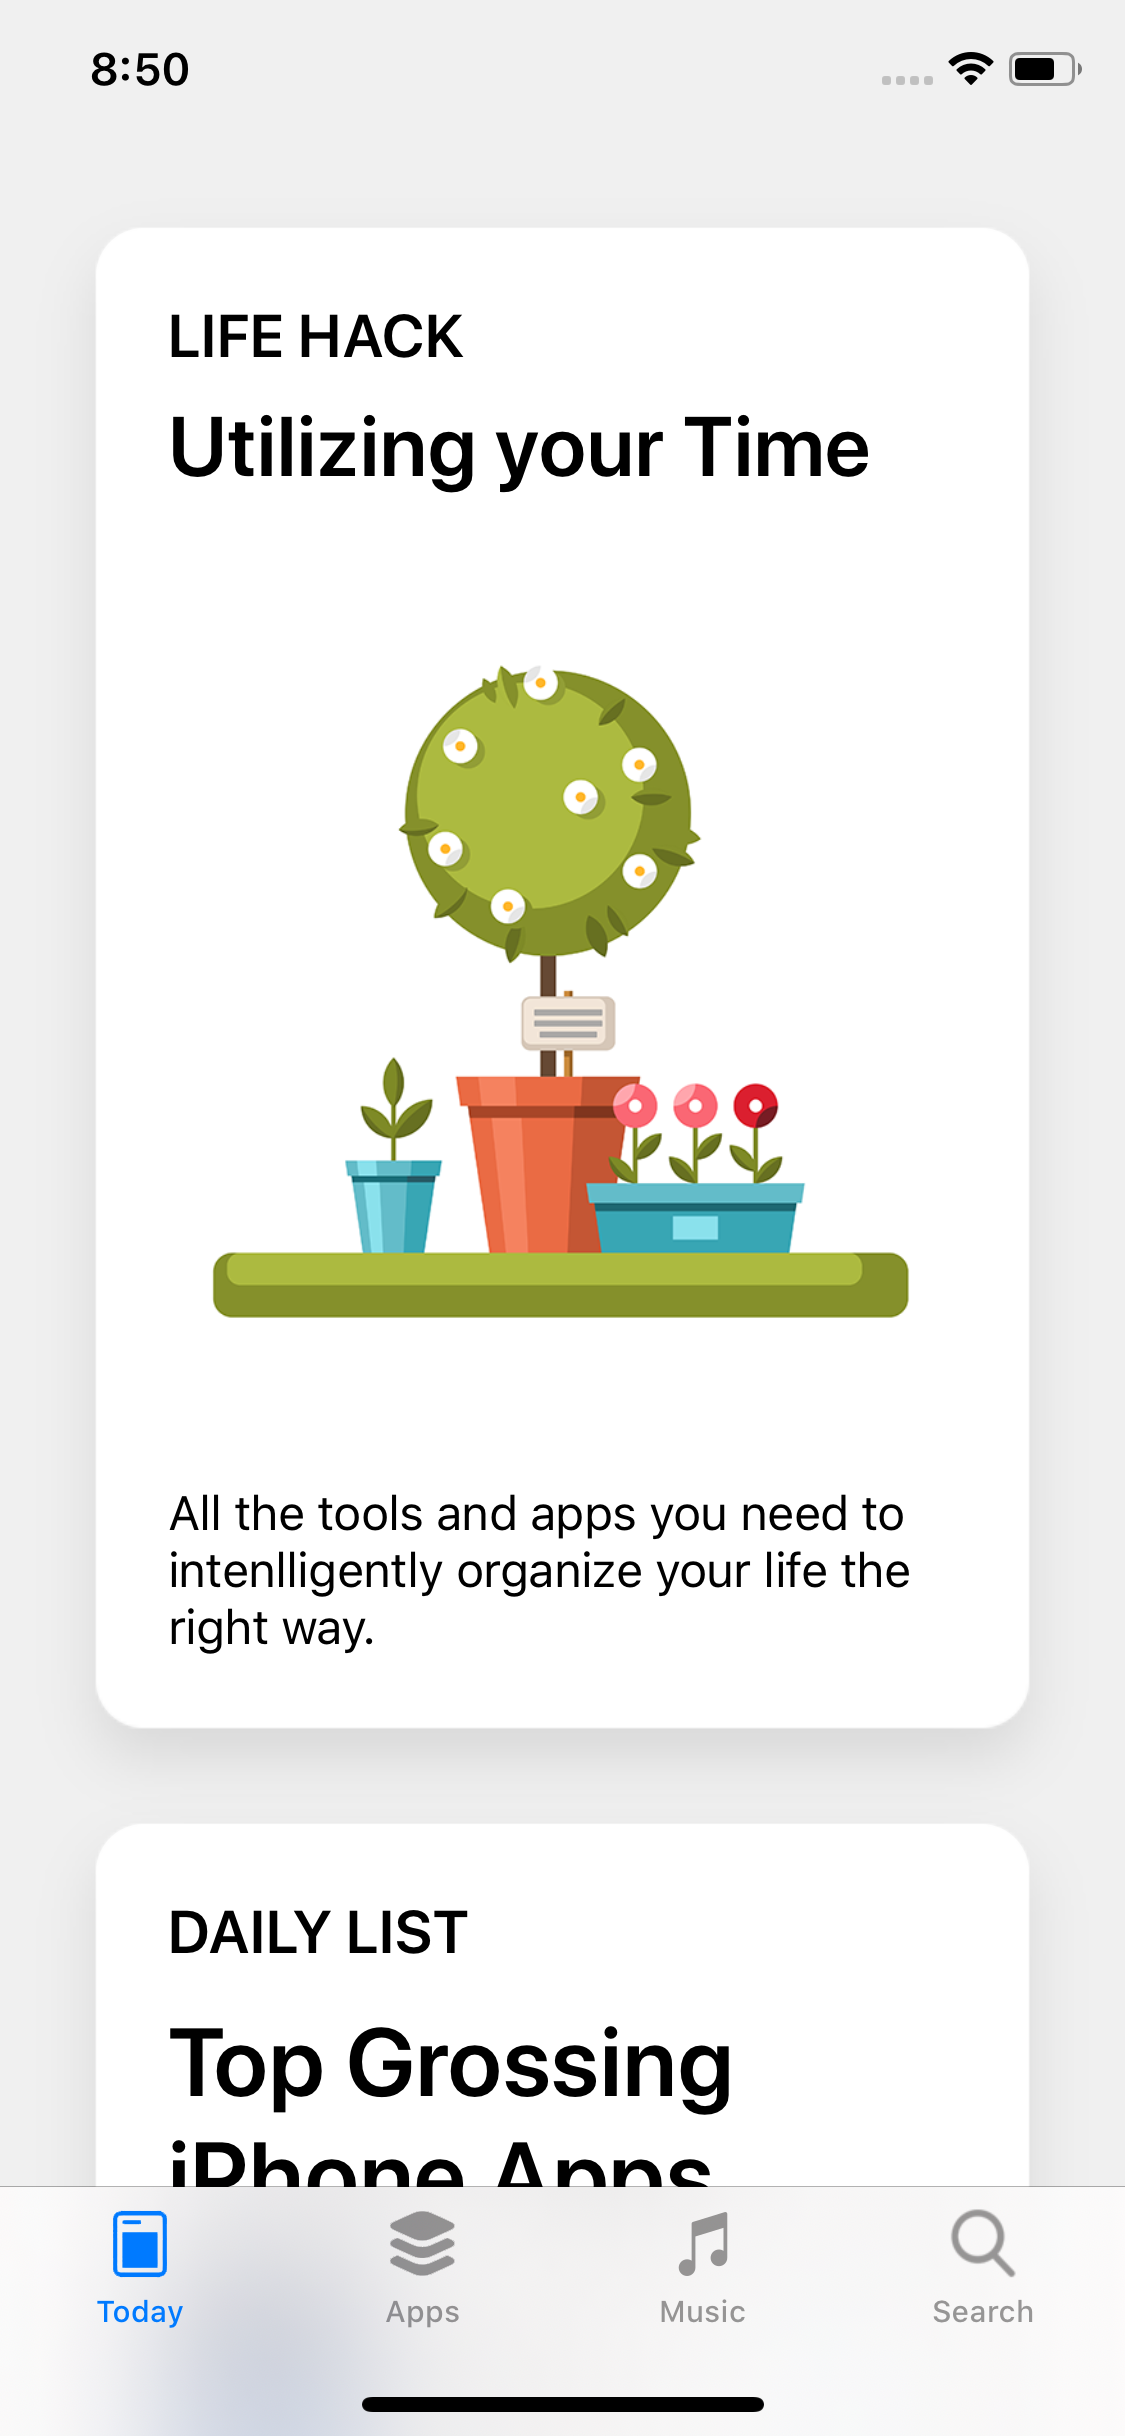 8:50
LIFE HACK
Utilizing your Time
All the tools and apps you need to
intenlligently organize your life the
right way.
DAILY LIST
Top Grossing
iPhone Apps
Today
Apps
Music
Search